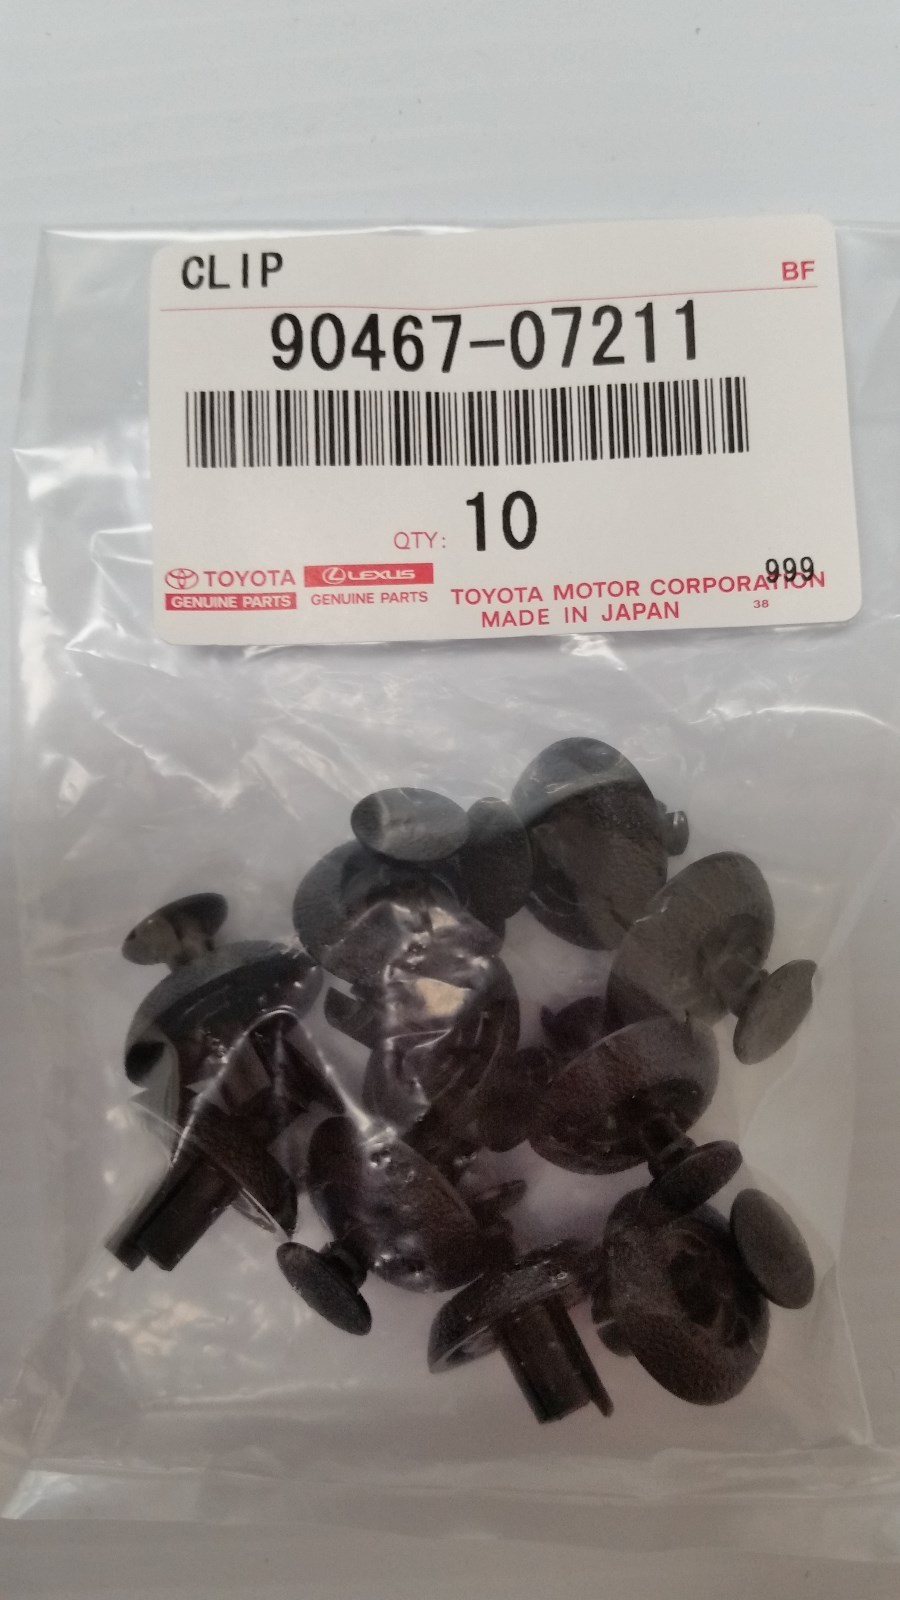 CLIP
BF
90467-07211
QTY: 10
TOYOTA
GENUINE PARTS
LEXUS
GENUINE PARTS
999
TOYOTA MOTOR CORPORATION
MADE IN JAPAN
38